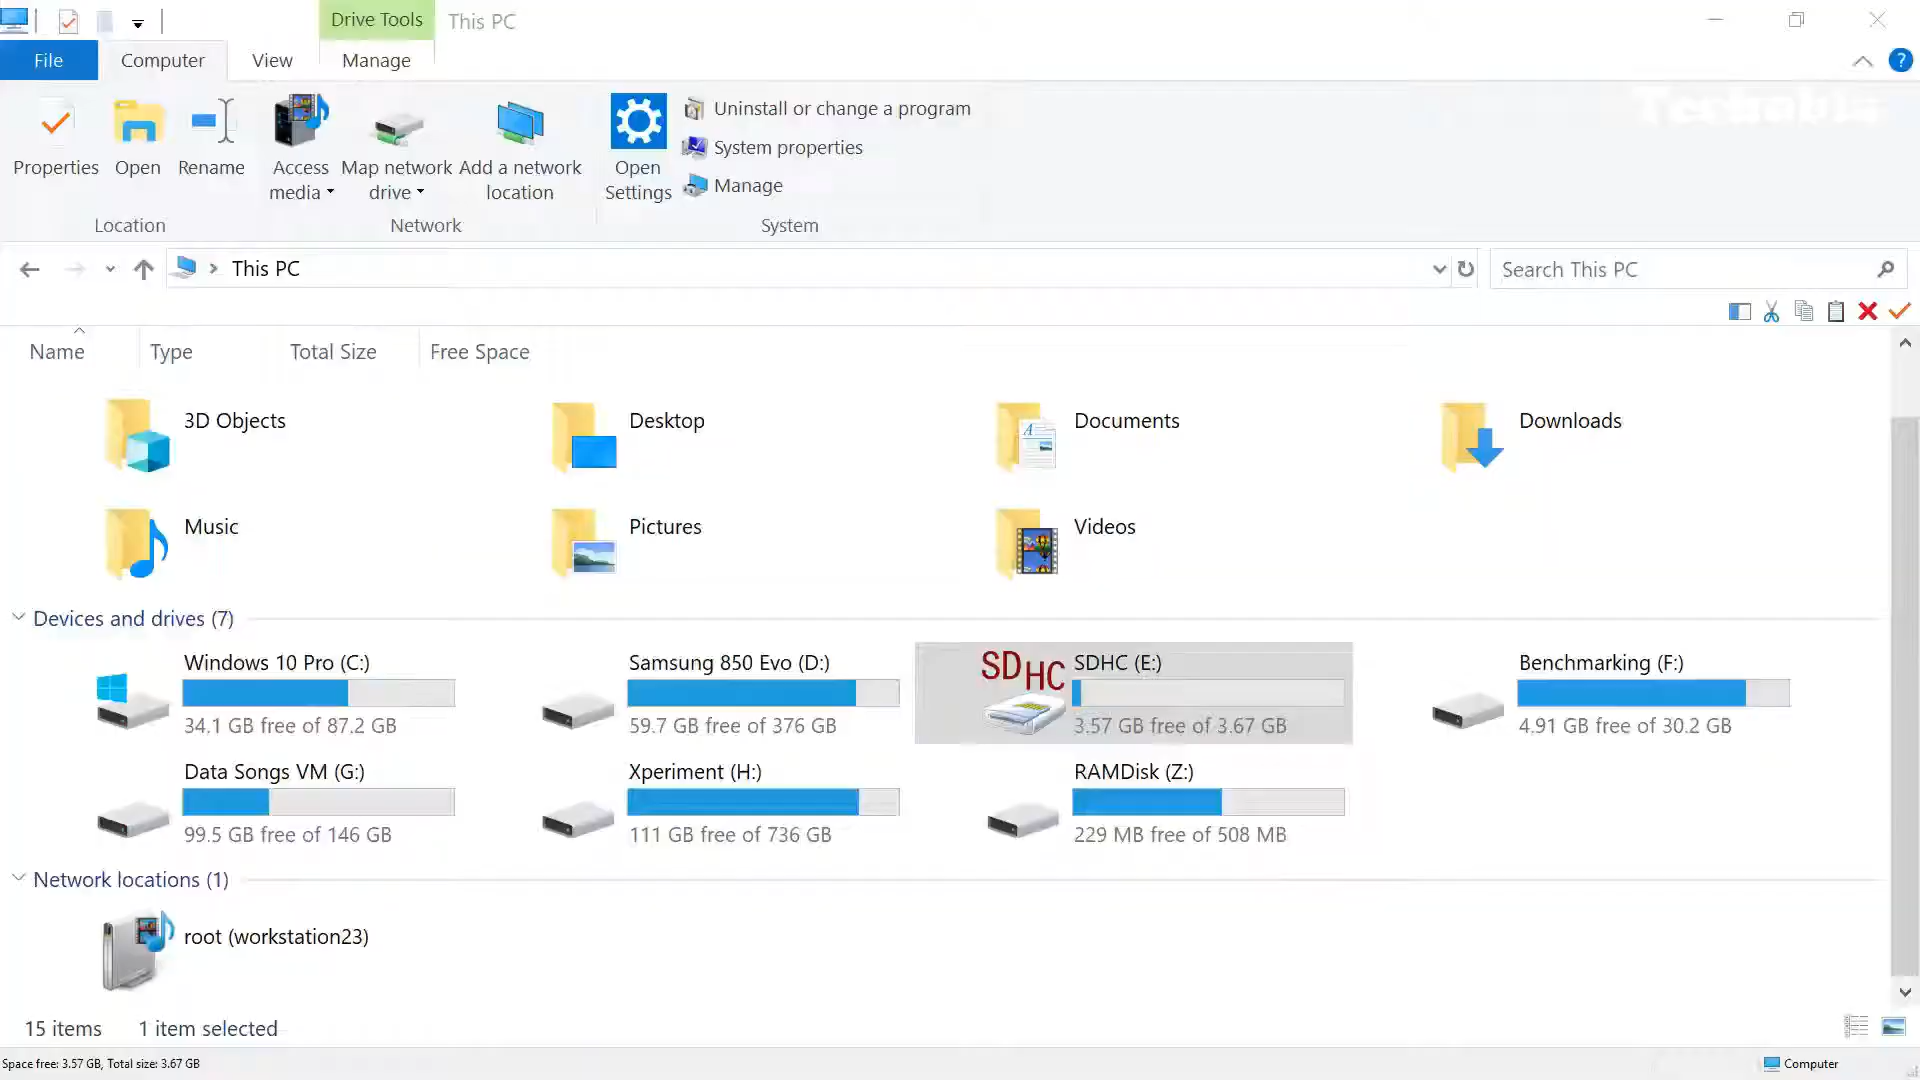 Drive Tools This PC
File Computer View Manage
Properties Open Rename Access media Map network drive Add a network location Open Settings
Uninstall or change a program
System properties
Manage
Location Network System
This PC Search This PC
Name Type Total Size Free Space
3D Objects Desktop Documents Downloads
Music Pictures Videos
Devices and drives (7)
Windows 10 Pro (C:) Samsung 850 Evo (D:) SDHC SDHC (E:) Benchmarking (F:)
34.1 GB free of 87.2 GB 59.7 GB free of 376 GB 3.57 GB free of 3.67 GB 4.91 GB free of 30.2 GB
Data Songs VM (G:) Xperiment (H:) RAMDisk (Z:)
99.5 GB free of 146 GB 111 GB free of 736 GB 229 MB free of 508 MB
Network locations (1)
root (workstation23)
15 items 1 item selected
Space free: 3.57 GB, Total size: 3.67 GB Computer